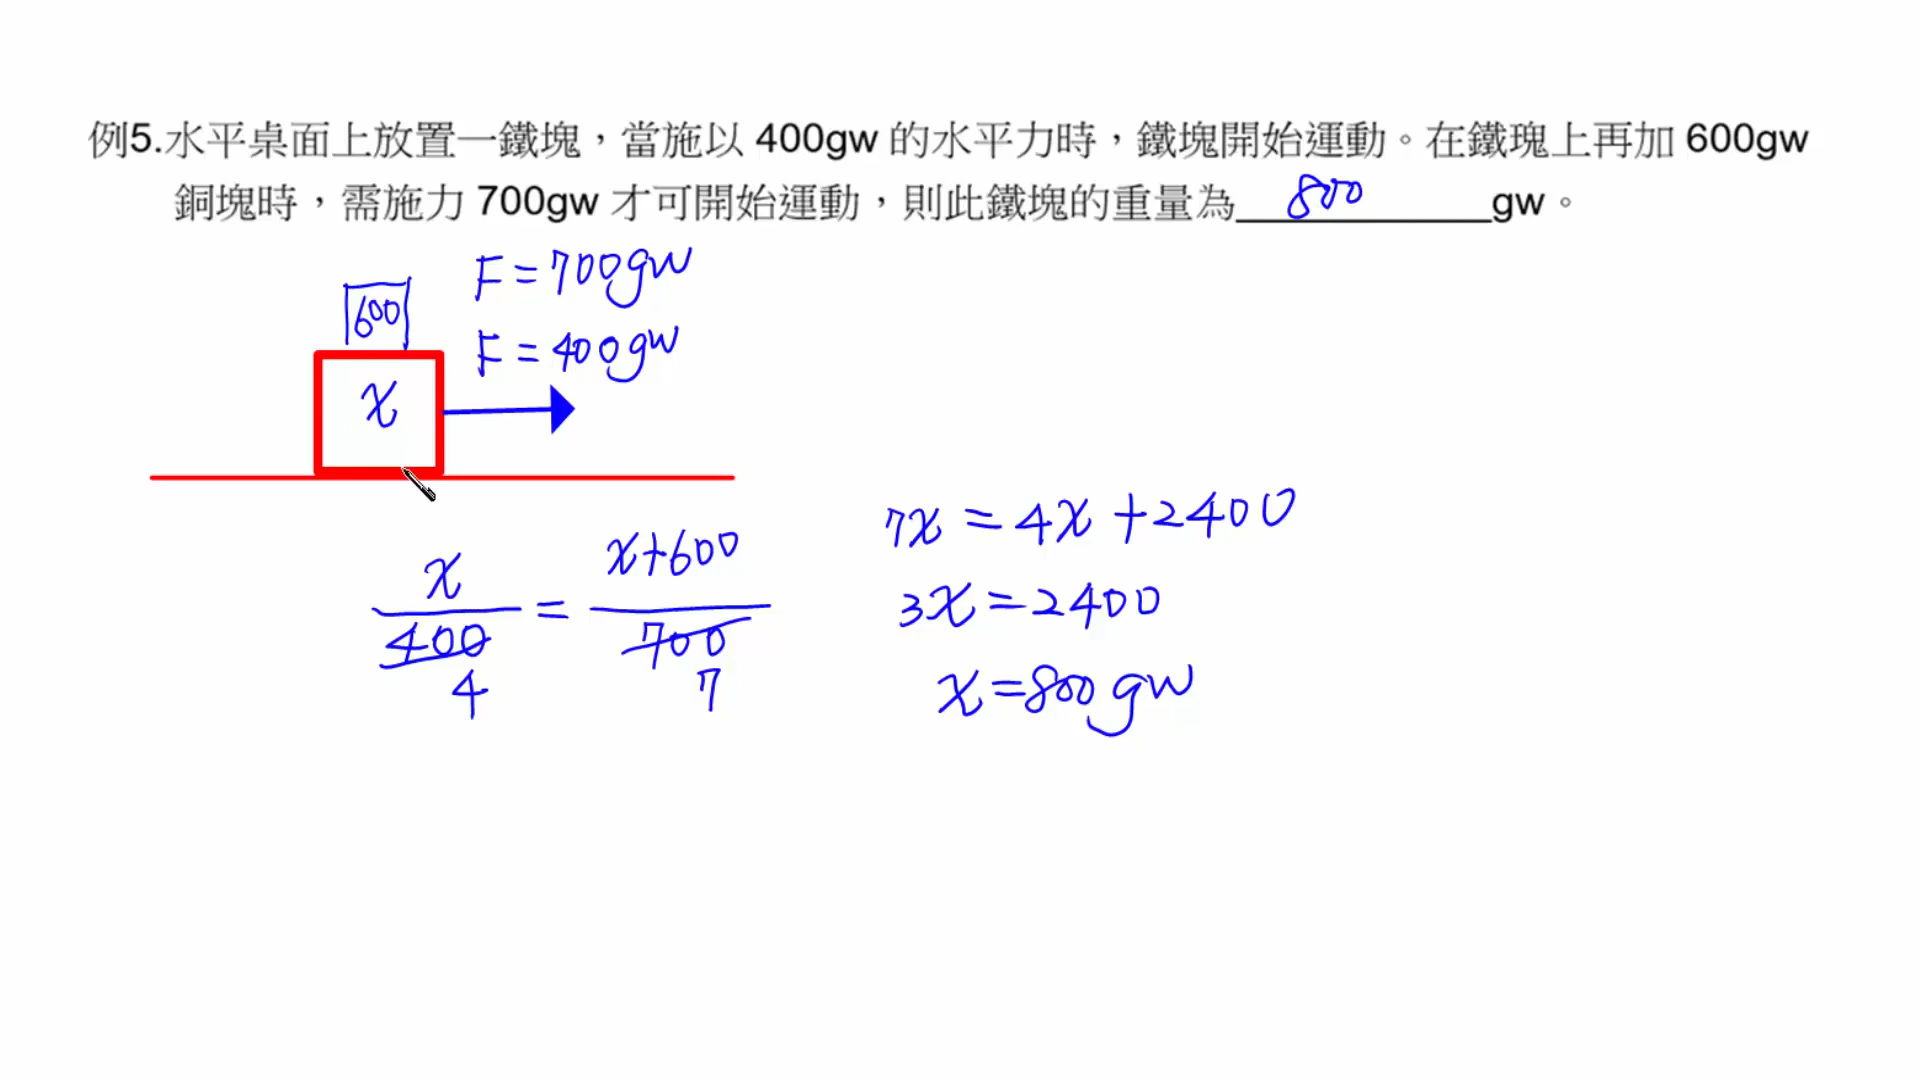 例5.水平桌面上放置一鐵塊，當施以 400gw 的水平力時，鐵塊開始運動。在鐵瑰上再加 600gw
銅塊時，需施力 700gw 才可開始運動，則此鐵塊的重量為 800 gw。
F=700gw
600
F=400gw
x
x/400 = x+600/700
4 7
7x=4x+2400
3x=2400
x=800gw